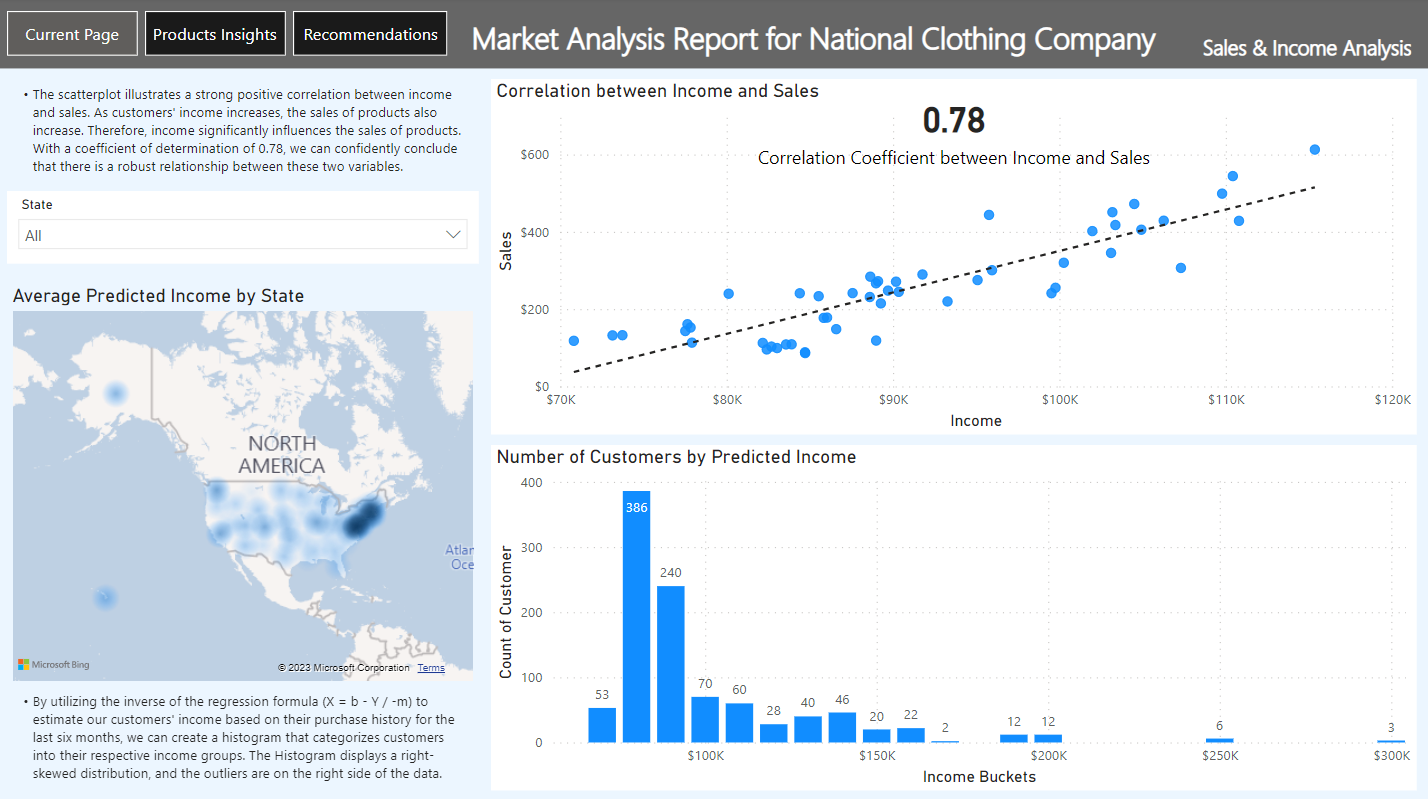 Current Page
Products Insights
Recommendations
Market Analysis Report for National Clothing Company
Sales & Income Analysis
• The scatterplot illustrates a strong positive correlation between income
and sales. As customers' income increases, the sales of products also
increase. Therefore, income significantly influences the sales of products.
With a coefficient of determination of 0.78, we can confidently conclude
that there is a robust relationship between these two variables.
State
All
Average Predicted Income by State
NORTH
AMERICA
Atlan
Oce
Microsoft Bing
© 2023 Microsoft Corporation Terms
• By utilizing the inverse of the regression formula (X = b - Y / -m) to
estimate our customers' income based on their purchase history for the
last six months, we can create a histogram that categorizes customers
into their respective income groups. The Histogram displays a right-
skewed distribution, and the outliers are on the right side of the data.
Correlation between Income and Sales
0.78
Correlation Coefficient between Income and Sales
Sales
$600
$400
$200
$0
$70K
$80K
$90K
$100K
$110K
$120K
Income
Number of Customers by Predicted Income
Count of Customer
400
300
200
100
0
53
386
240
70
60
28
40
46
20
22
2
12
12
6
3
$100K
$150K
$200K
$250K
$300K
Income Buckets